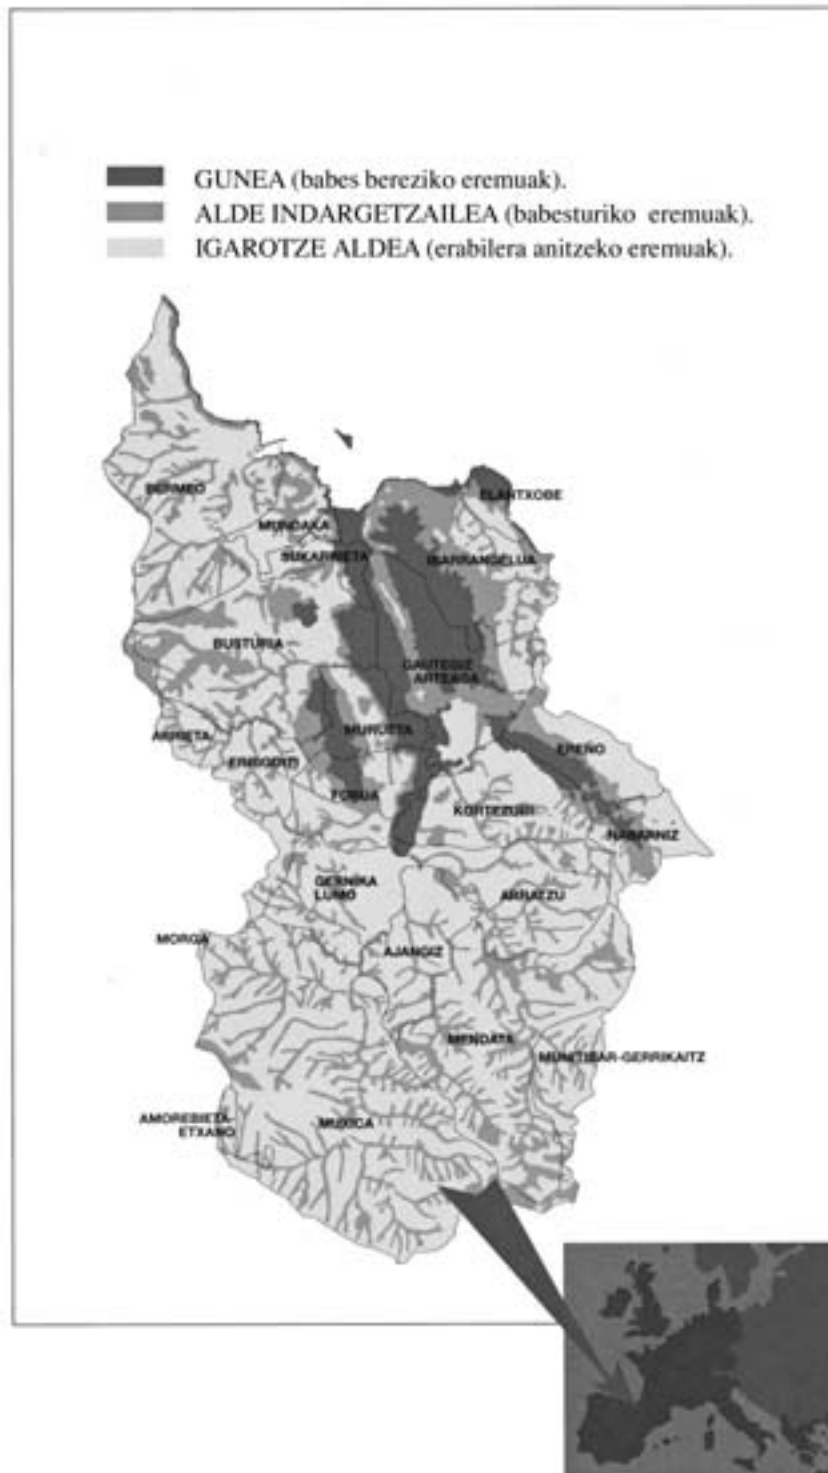 GUNEA (babes bereziko eremuak).
ALDE INDARGETZAILEA (babesturiko eremuak).
IGAROTZE ALDEA (erabilera anitzeko eremuak).
BERMEO
ELANTXOBE
MUNDAKA
SUKARRIETA
IBARRANGELUA
BUSTURIA
GAUTEGIZ
ARTEAGA
MURUETA
ARRIETA
EREÑO
ERRIGOITI
FORUA
KORTEZUBI
NABARNIZ
GERNIKA
LUMO
ARRATZU
MORGA
AJANGIZ
MENDATA
MUNITIBAR-GERRIKAITZ
AMOREBIETA-
ETXANO
MUXICA